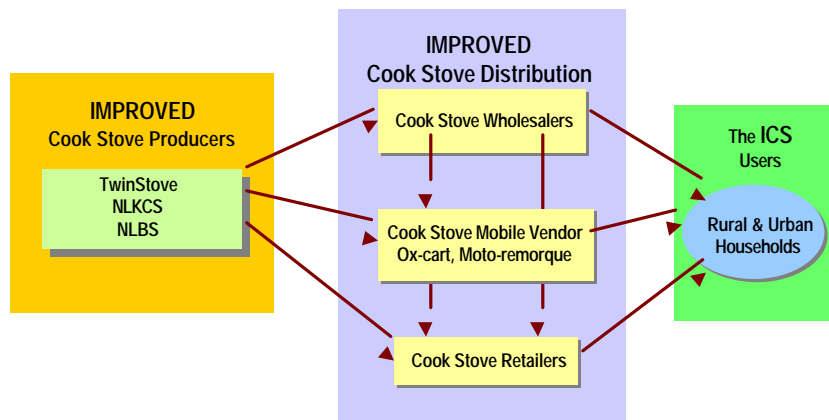 IMPROVED
Cook Stove Producers
TwinStove
NLKCS
NLBS
IMPROVED
Cook Stove Distribution
Cook Stove Wholesalers
Cook Stove Mobile Vendor
Ox-cart, Moto-remorque
Cook Stove Retailers
The ICS
Users
Rural & Urban
Households